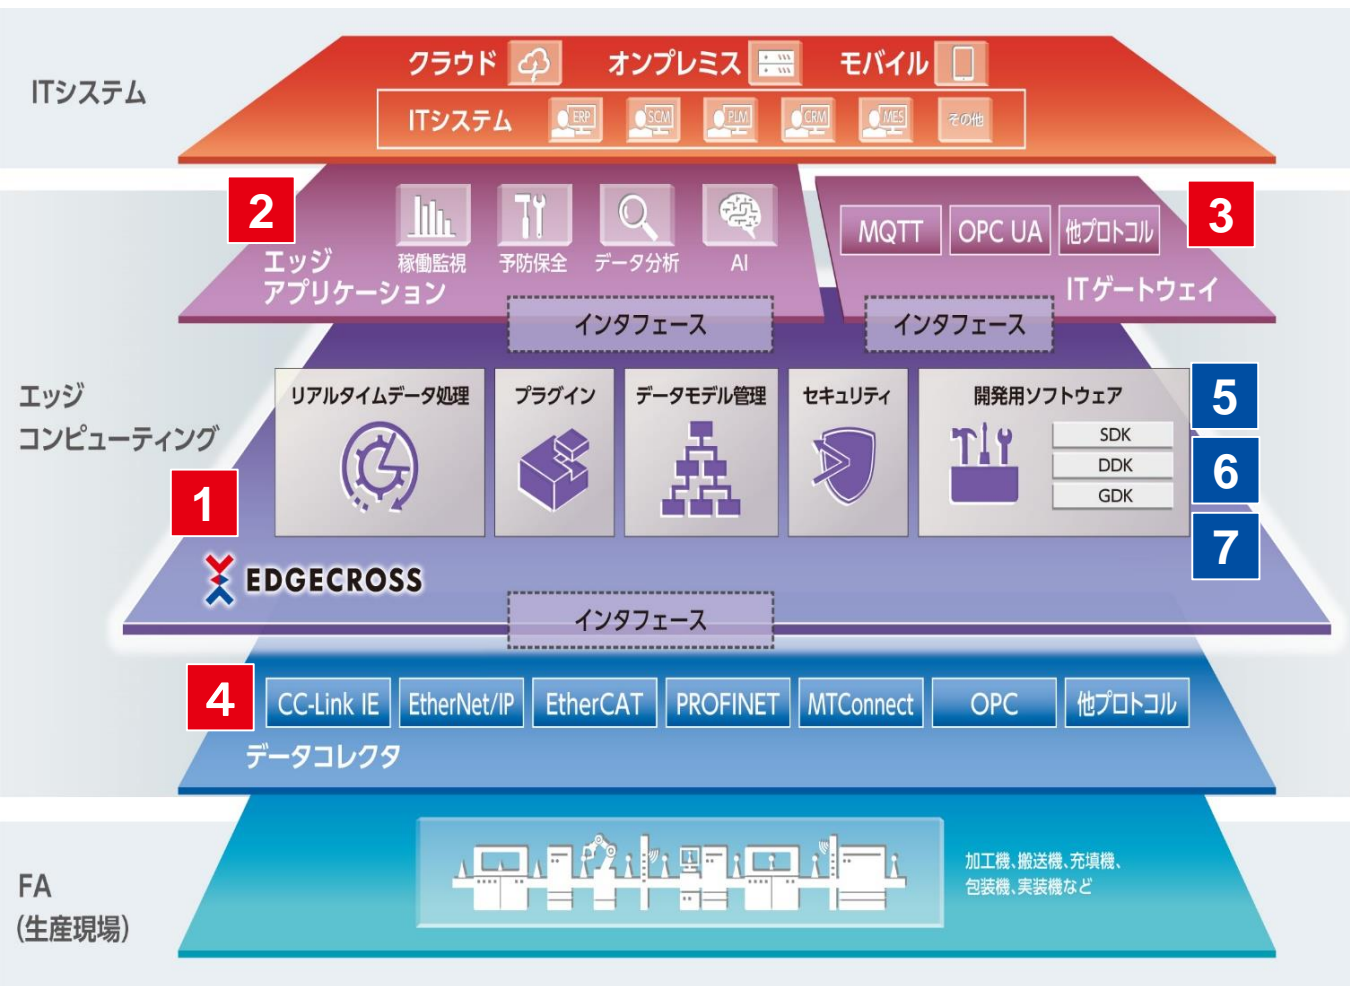 ITシステム
クラウド
オンプレミス
モバイル
ITシステム
ERP
SCM
PLM
CRM
MES
その他
エッジ
コンピューティング
2
稼働監視
予防保全
データ分析
AI
エッジ
アプリケーション
インタフェース
3
MQTT
OPC UA
他プロトコル
ITゲートウェイ
インタフェース
リアルタイムデータ処理
プラグイン
データモデル管理
セキュリティ
開発用ソフトウェア
SDK
DDK
GDK
5
6
7
1
EDGECROSS
インタフェース
4
CC-Link IE
EtherNet/IP
EtherCAT
PROFINET
MTConnect
OPC
他プロトコル
データコレクタ
FA
(生産現場)
加工機、搬送機、充填機、
包装機、実装機など